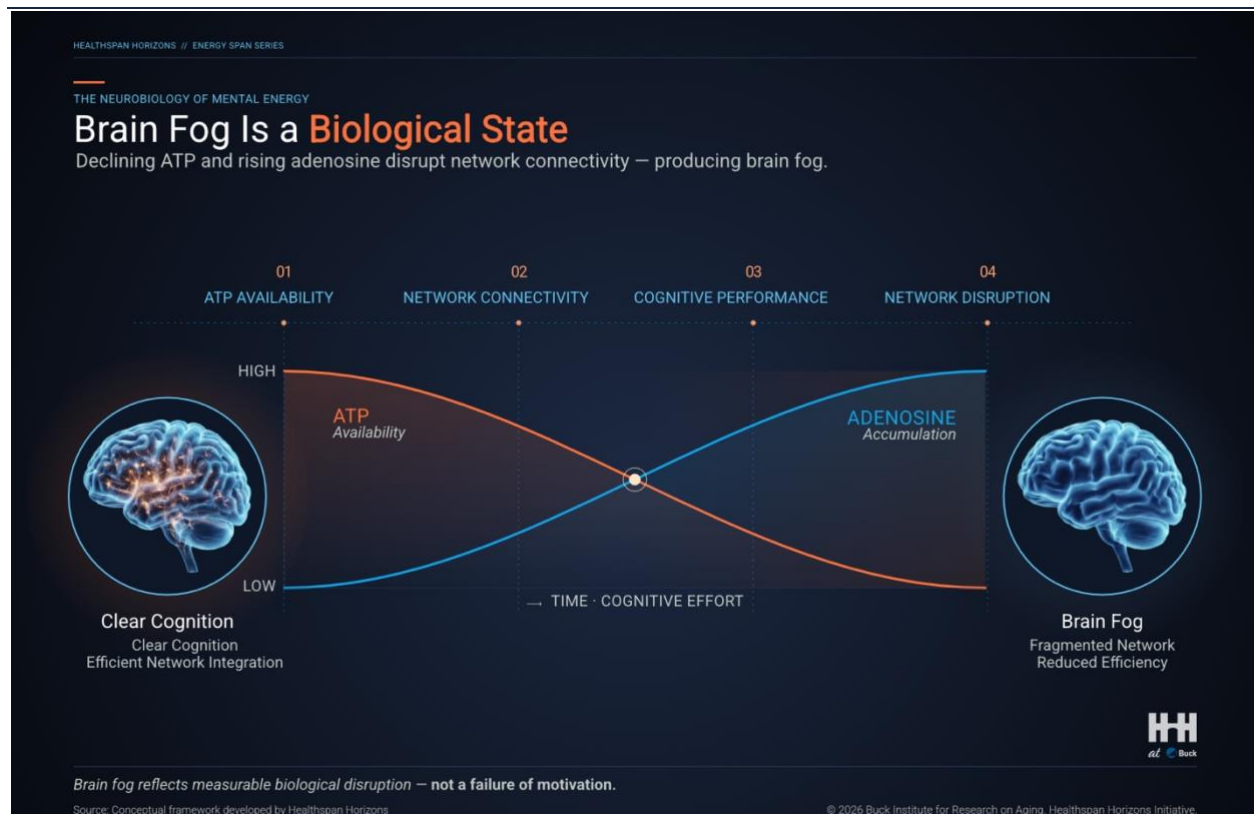 HEALTHSPAN HORIZONS // ENERGY SPAN SERIES
THE NEUROBIOLOGY OF MENTAL ENERGY
Brain Fog Is a Biological State
Declining ATP and rising adenosine disrupt network connectivity — producing brain fog.
01
ATP AVAILABILITY
02
NETWORK CONNECTIVITY
03
COGNITIVE PERFORMANCE
04
NETWORK DISRUPTION
HIGH
ATP
Availability
ADENOSINE
Accumulation
LOW
→ TIME · COGNITIVE EFFORT
Clear Cognition
Clear Cognition
Efficient Network Integration
Brain Fog
Fragmented Network
Reduced Efficiency
HH
at Buck
Brain fog reflects measurable biological disruption — not a failure of motivation.
Source: Conceptual framework developed by Healthspan Horizons
© 2026 Buck Institute for Research on Aging. Healthspan Horizons Initiative.